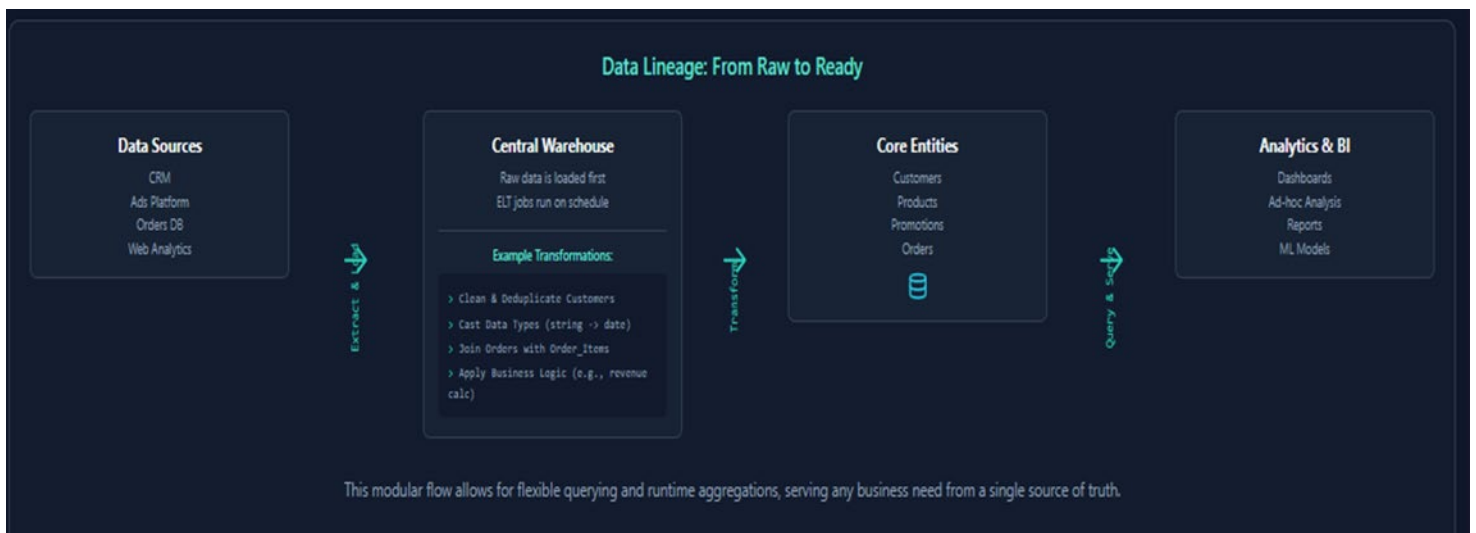 Data Lineage: From Raw to Ready
Data Sources
CRM
Ads Platform
Orders DB
Web Analytics
Extract & Load
Central Warehouse
Raw data is loaded first
ELT jobs run on schedule
Example Transformations:
> Clean & Deduplicate Customers
> Cast Data Types (string -> date)
> Join Orders with Order_Items
> Apply Business Logic (e.g., revenue
calc)
Transform
Core Entities
Customers
Products
Promotions
Orders
Query & Serve
Analytics & BI
Dashboards
Ad-hoc Analysis
Reports
ML Models
This modular flow allows for flexible querying and runtime aggregations, serving any business need from a single source of truth.